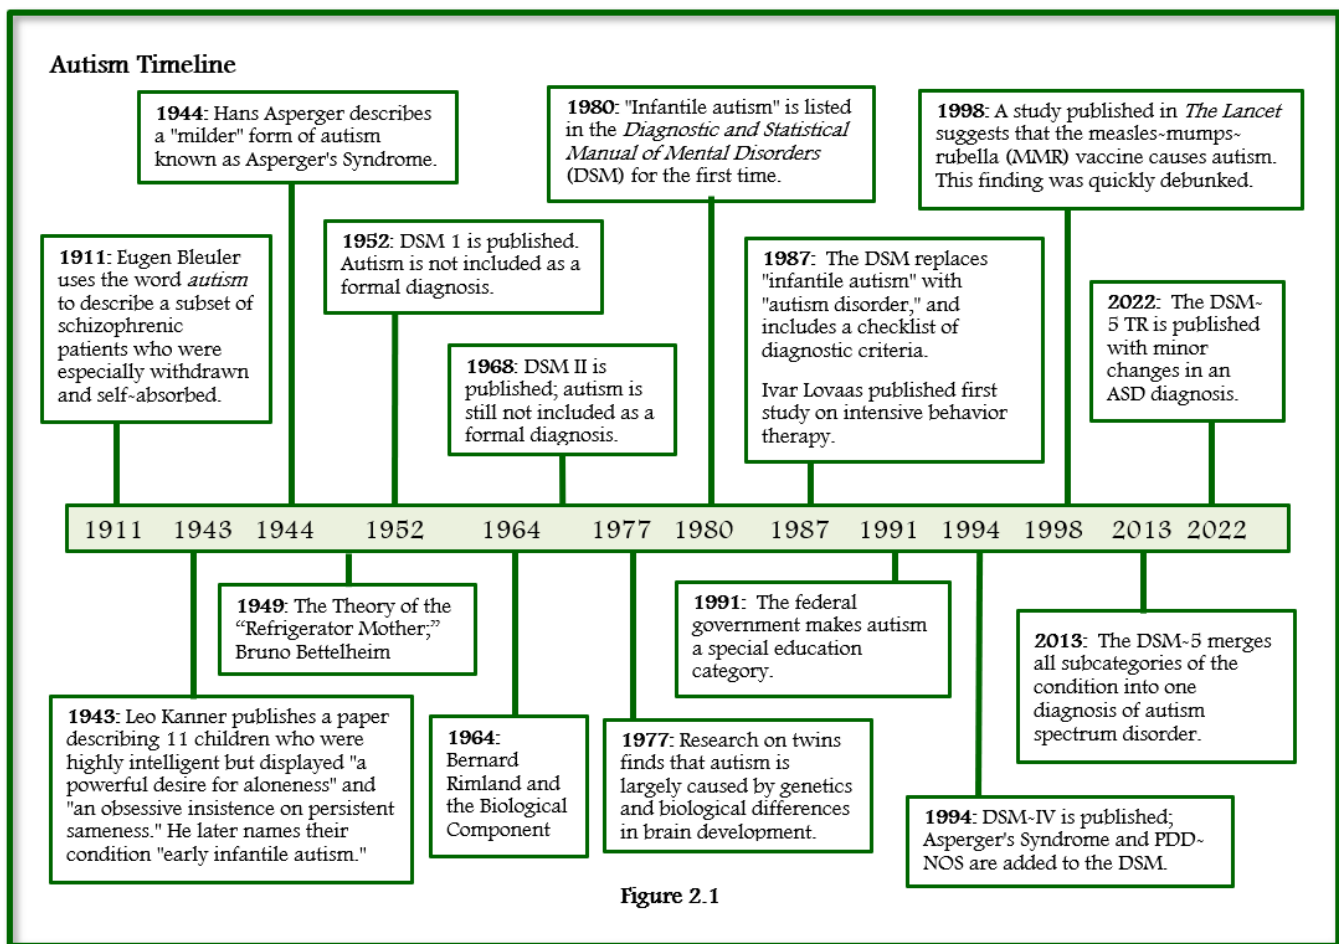 Autism Timeline
1944: Hans Asperger describes
a "milder" form of autism
known as Asperger's Syndrome.
1980: "Infantile autism" is listed
in the Diagnostic and Statistical
Manual of Mental Disorders
(DSM) for the first time.
1998: A study published in The Lancet
suggests that the measles-mumps-
rubella (MMR) vaccine causes autism.
This finding was quickly debunked.
1911: Eugen Bleuler
uses the word autism
to describe a subset of
schizophrenic
patients who were
especially withdrawn
and self-absorbed.
1952: DSM 1 is published.
Autism is not included as a
formal diagnosis.
1968: DSM II is
published; autism is
still not included as a
formal diagnosis.
1987: The DSM replaces
"infantile autism" with
"autism disorder," and
includes a checklist of
diagnostic criteria.
Ivar Lovaas published first
study on intensive behavior
therapy.
2022: The DSM-
5 TR is published
with minor
changes in an
ASD diagnosis.
1911 1943 1944 1952 1964 1977 1980 1987 1991 1994 1998 2013 2022
1949: The Theory of the
“Refrigerator Mother;”
Bruno Bettelheim
1991: The federal
government makes autism
a special education
category.
2013: The DSM-5 merges
all subcategories of the
condition into one
diagnosis of autism
spectrum disorder.
1943: Leo Kanner publishes a paper
describing 11 children who were
highly intelligent but displayed "a
powerful desire for aloneness" and
"an obsessive insistence on persistent
sameness." He later names their
condition "early infantile autism."
1964:
Bernard
Rimland and
the Biological
Component
1977: Research on twins
finds that autism is
largely caused by genetics
and biological differences
in brain development.
1994: DSM-IV is published;
Asperger's Syndrome and PDD-
NOS are added to the DSM.
Figure 2.1